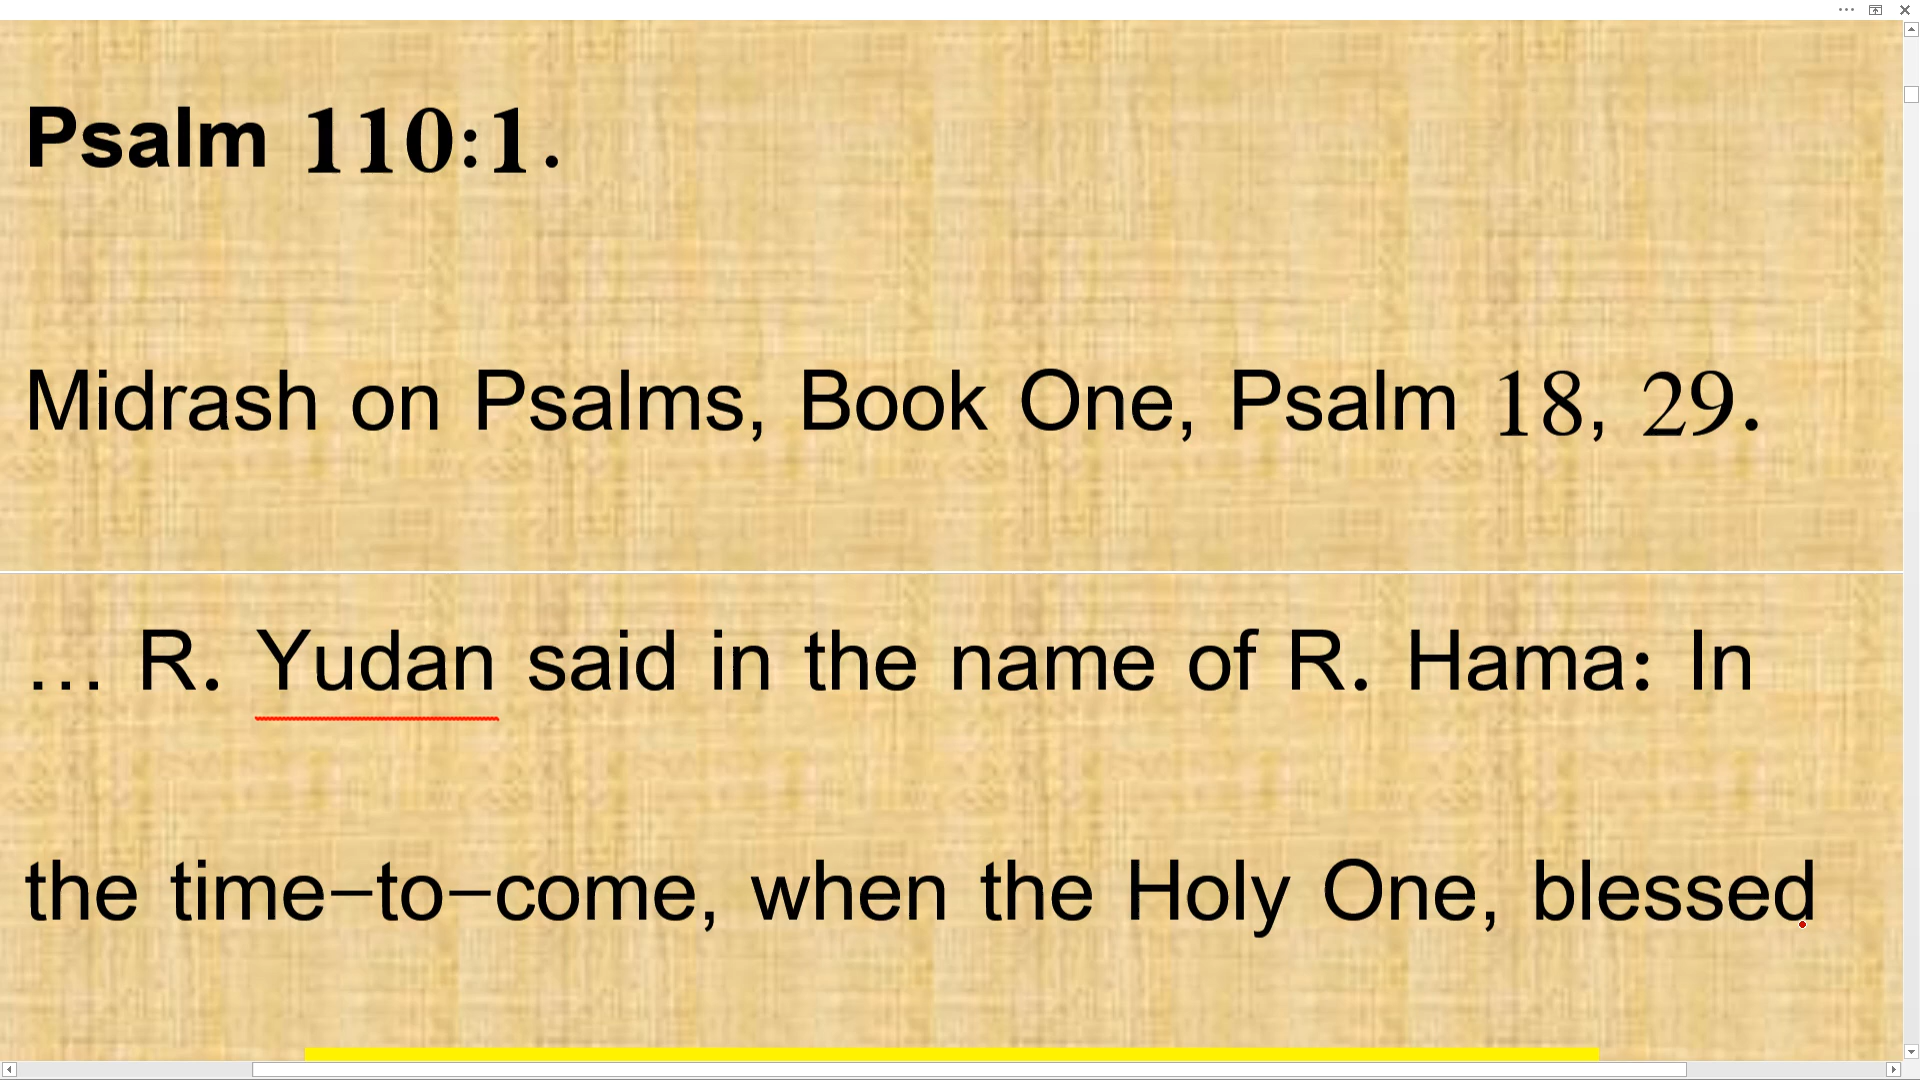 Psalm 110:1.
Midrash on Psalms, Book One, Psalm 18, 29.
… R. Yudan said in the name of R. Hama: In
the time–to–come, when the Holy One, blessed